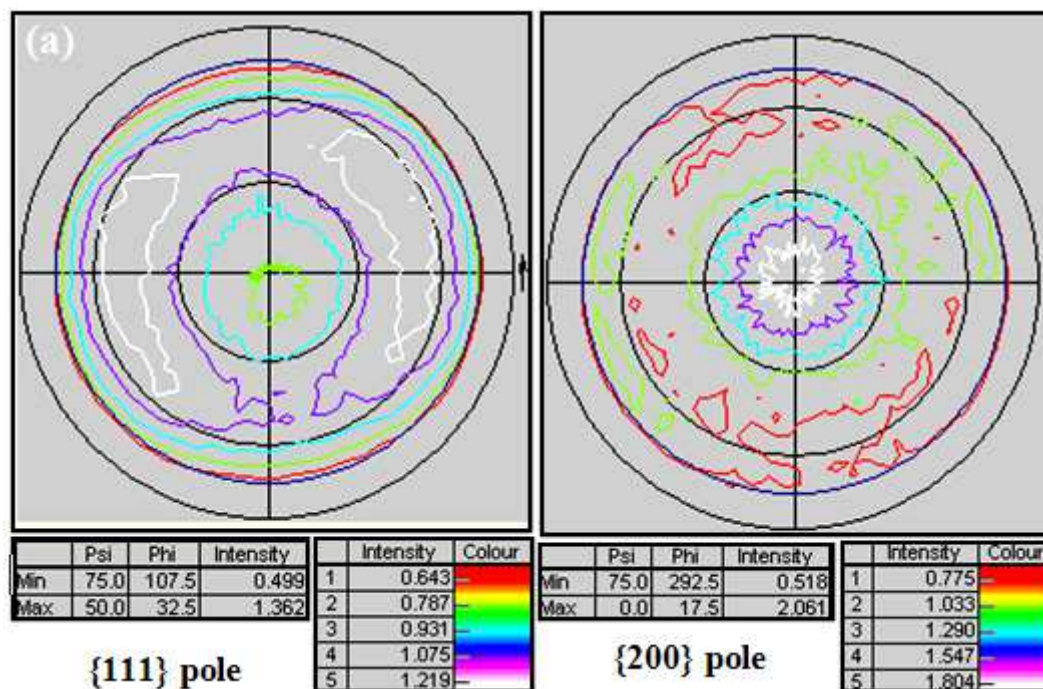 (a)
Psi Phi Intensity
Min 75.0 107.5 0.499
Max 50.0 32.5 1.362
Intensity Colour
1 0.643
2 0.787
3 0.931
4 1.075
5 1.219
{111} pole
Psi Phi Intensity
Min 75.0 292.5 0.518
Max 0.0 17.5 2.061
Intensity Colour
1 0.775
2 1.033
3 1.290
4 1.547
5 1.804
{200} pole